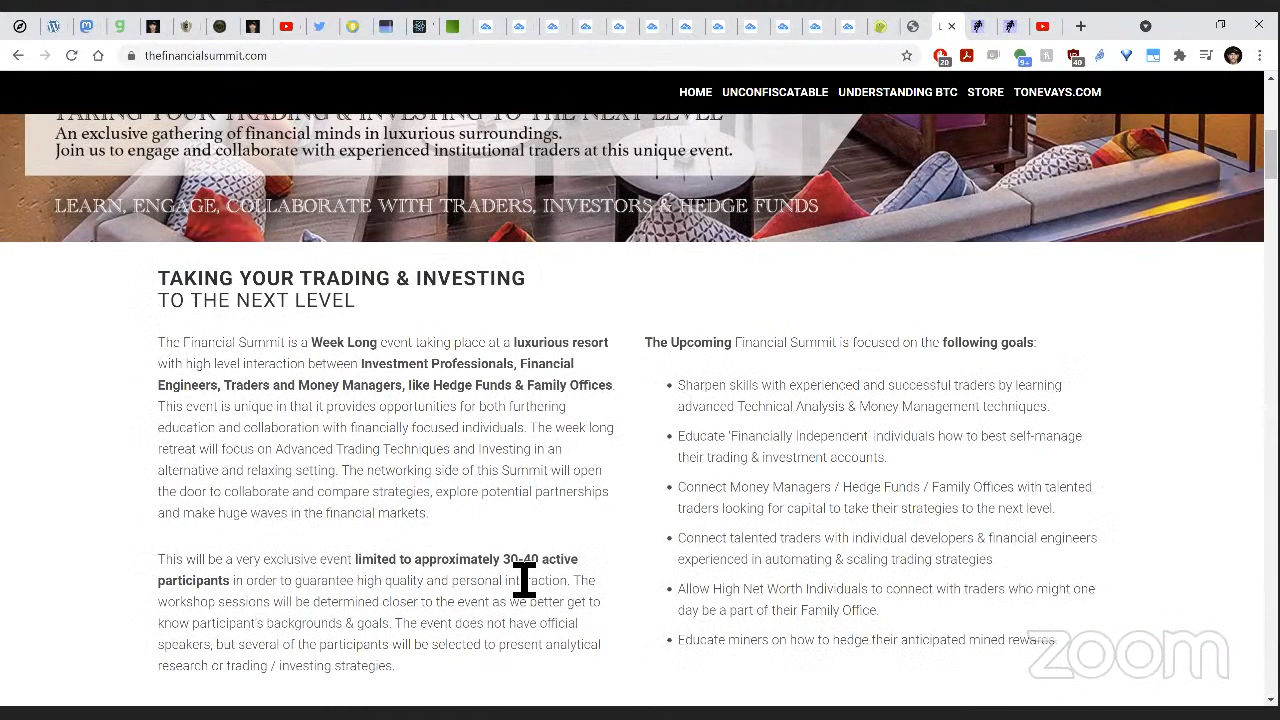 thefinancialsummit.com
20
9+
40
HOME UNCONFISCATABLE UNDERSTANDING BTC STORE TONEVAYS.COM
TAKING YOUR TRADING & INVESTING TO THE NEXT LEVEL
An exclusive gathering of financial minds in luxurious surroundings.
Join us to engage and collaborate with experienced institutional traders at this unique event.
LEARN, ENGAGE, COLLABORATE WITH TRADERS, INVESTORS & HEDGE FUNDS
TAKING YOUR TRADING & INVESTING
TO THE NEXT LEVEL
The Financial Summit is a Week Long event taking place at a luxurious resort
with high level interaction between Investment Professionals, Financial
Engineers, Traders and Money Managers, like Hedge Funds & Family Offices.
This event is unique in that it provides opportunities for both furthering
education and collaboration with financially focused individuals. The week long
retreat will focus on Advanced Trading Techniques and Investing in an
alternative and relaxing setting. The networking side of this Summit will open
the door to collaborate and compare strategies, explore potential partnerships
and make huge waves in the financial markets.
This will be a very exclusive event limited to approximately 30-40 active
participants in order to guarantee high quality and personal interaction. The
workshop sessions will be determined closer to the event as we better get to
know participant's backgrounds & goals. The event does not have official
speakers, but several of the participants will be selected to present analytical
research or trading / investing strategies.
The Upcoming Financial Summit is focused on the following goals:
• Sharpen skills with experienced and successful traders by learning
advanced Technical Analysis & Money Management techniques.
• Educate 'Financially Independent' Individuals how to best self-manage
their trading & investment accounts.
• Connect Money Managers / Hedge Funds / Family Offices with talented
traders looking for capital to take their strategies to the next level.
• Connect talented traders with individual developers & financial engineers
experienced in automating & scaling trading strategies.
• Allow High Net Worth Individuals to connect with traders who might one
day be a part of their Family Office.
• Educate miners on how to hedge their anticipated mined rewards.
zoom